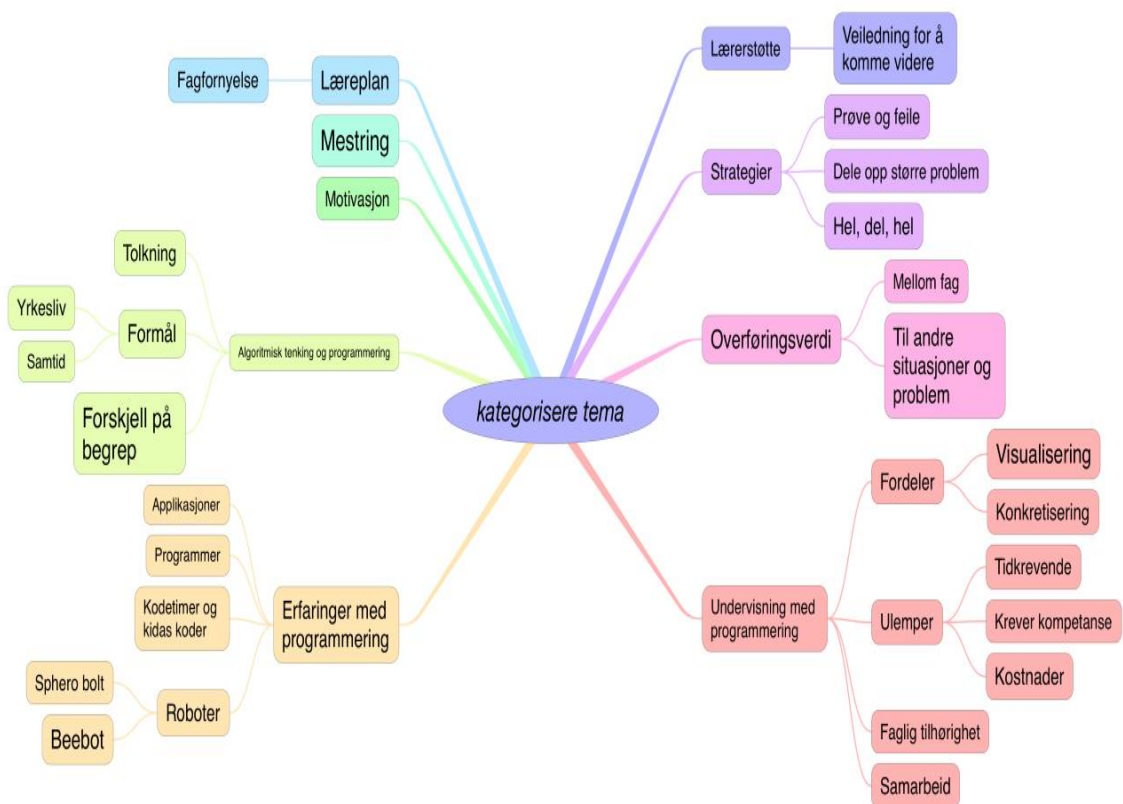 Lærerstøtte
Veiledning for å
komme videre
Fagfornyelse
Læreplan
Mestring
Motivasjon
Strategier
Prøve og feile
Dele opp større problem
Hel, del, hel
Tolkning
Yrkesliv
Formål
Samtid
Algoritmisk tenking og programmering
Forskjell på
begrep
Overføringsverdi
Mellom fag
Til andre
situasjoner og
problem
kategorisere tema
Applikasjoner
Programmer
Kodetimer og
kidas koder
Erfaringer med
programmering
Sphero bolt
Roboter
Beebot
Undervisning med
programmering
Fordeler
Visualisering
Konkretisering
Ulemper
Tidkrevende
Krever kompetanse
Kostnader
Faglig tilhørighet
Samarbeid